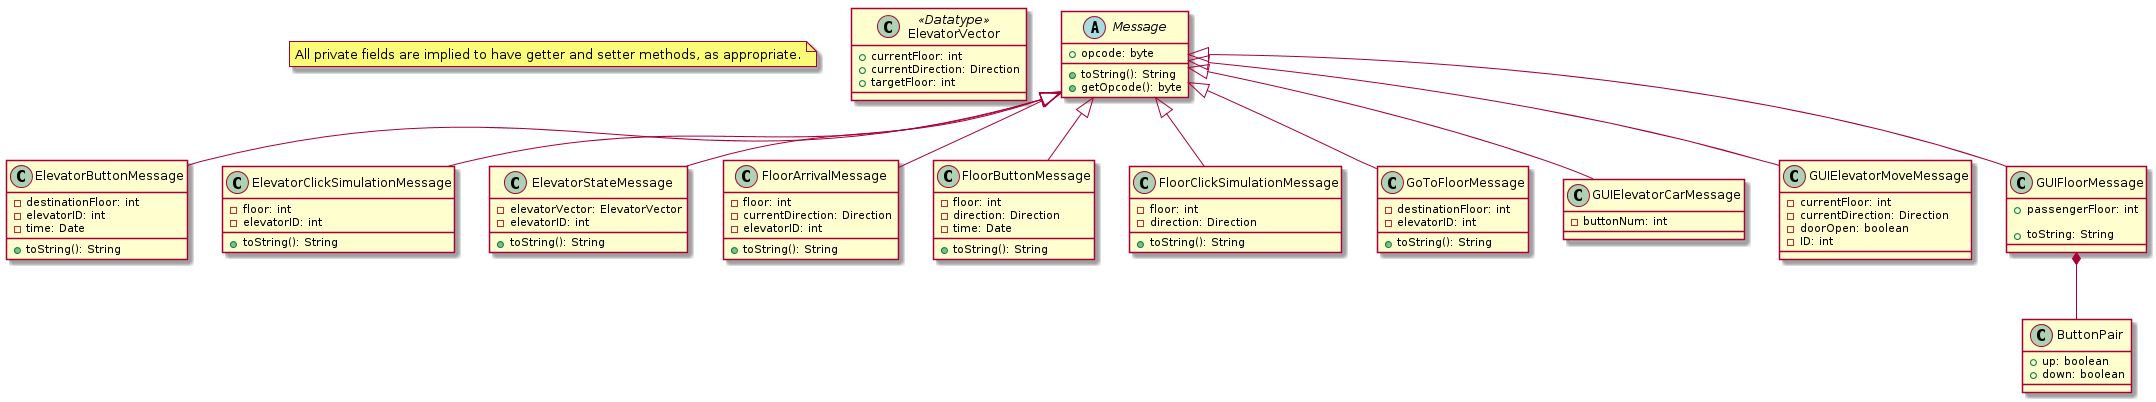 All private fields are implied to have getter and setter methods, as appropriate.
C
«Datatype»
ElevatorVector
currentFloor: int
currentDirection: Direction
targetFloor: int
A Message
opcode: byte
toString(): String
getOpcode(): byte
C ElevatorButtonMessage
destinationFloor: int
elevatorID: int
time: Date
toString(): String
C ElevatorClickSimulationMessage
floor: int
elevatorID: int
toString(): String
C ElevatorStateMessage
elevatorVector: ElevatorVector
elevatorID: int
toString(): String
C FloorArrivalMessage
floor: int
currentDirection: Direction
elevatorID: int
toString(): String
C FloorButtonMessage
floor: int
direction: Direction
time: Date
toString(): String
C FloorClickSimulationMessage
floor: int
direction: Direction
toString(): String
C GoToFloorMessage
destinationFloor: int
elevatorID: int
toString(): String
C GUIElevatorCarMessage
buttonNum: int
C GUIElevatorMoveMessage
currentFloor: int
currentDirection: Direction
doorOpen: boolean
ID: int
C GUIFloorMessage
passengerFloor: int
toString: String
C ButtonPair
up: boolean
down: boolean